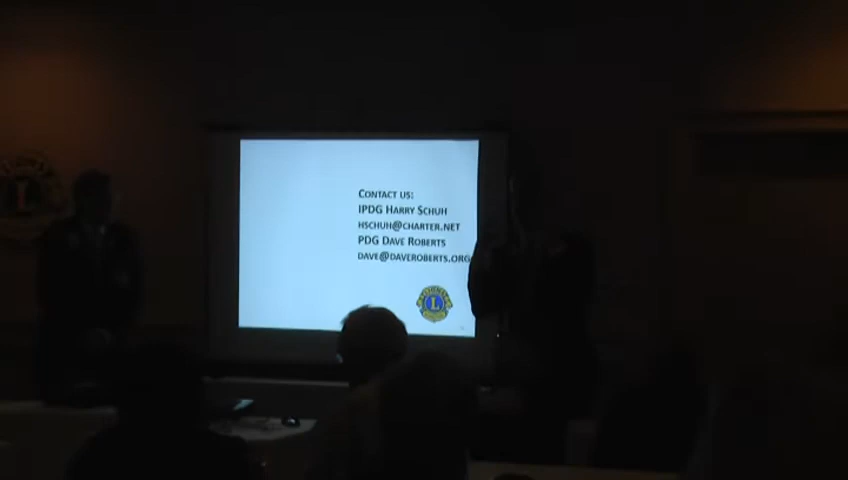 CONTACT US:
IPDG HARRY SCHUH
HSCHUH@CHARTER.NET
PDG DAVE ROBERTS
DAVE@DAVEROBERTS.ORG
L